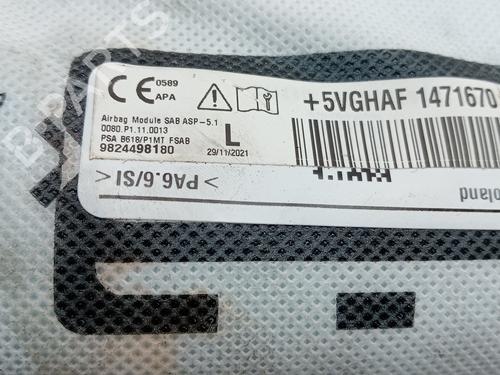 CE 0589
APA
+5VGHAF 1471670
Airbag Module SAB ASP-5.1
0080.P1.11.0013
PSA B618/P1MT FSAB
9824498180
L
29/11/2021
>PA6.6/SI<
oland